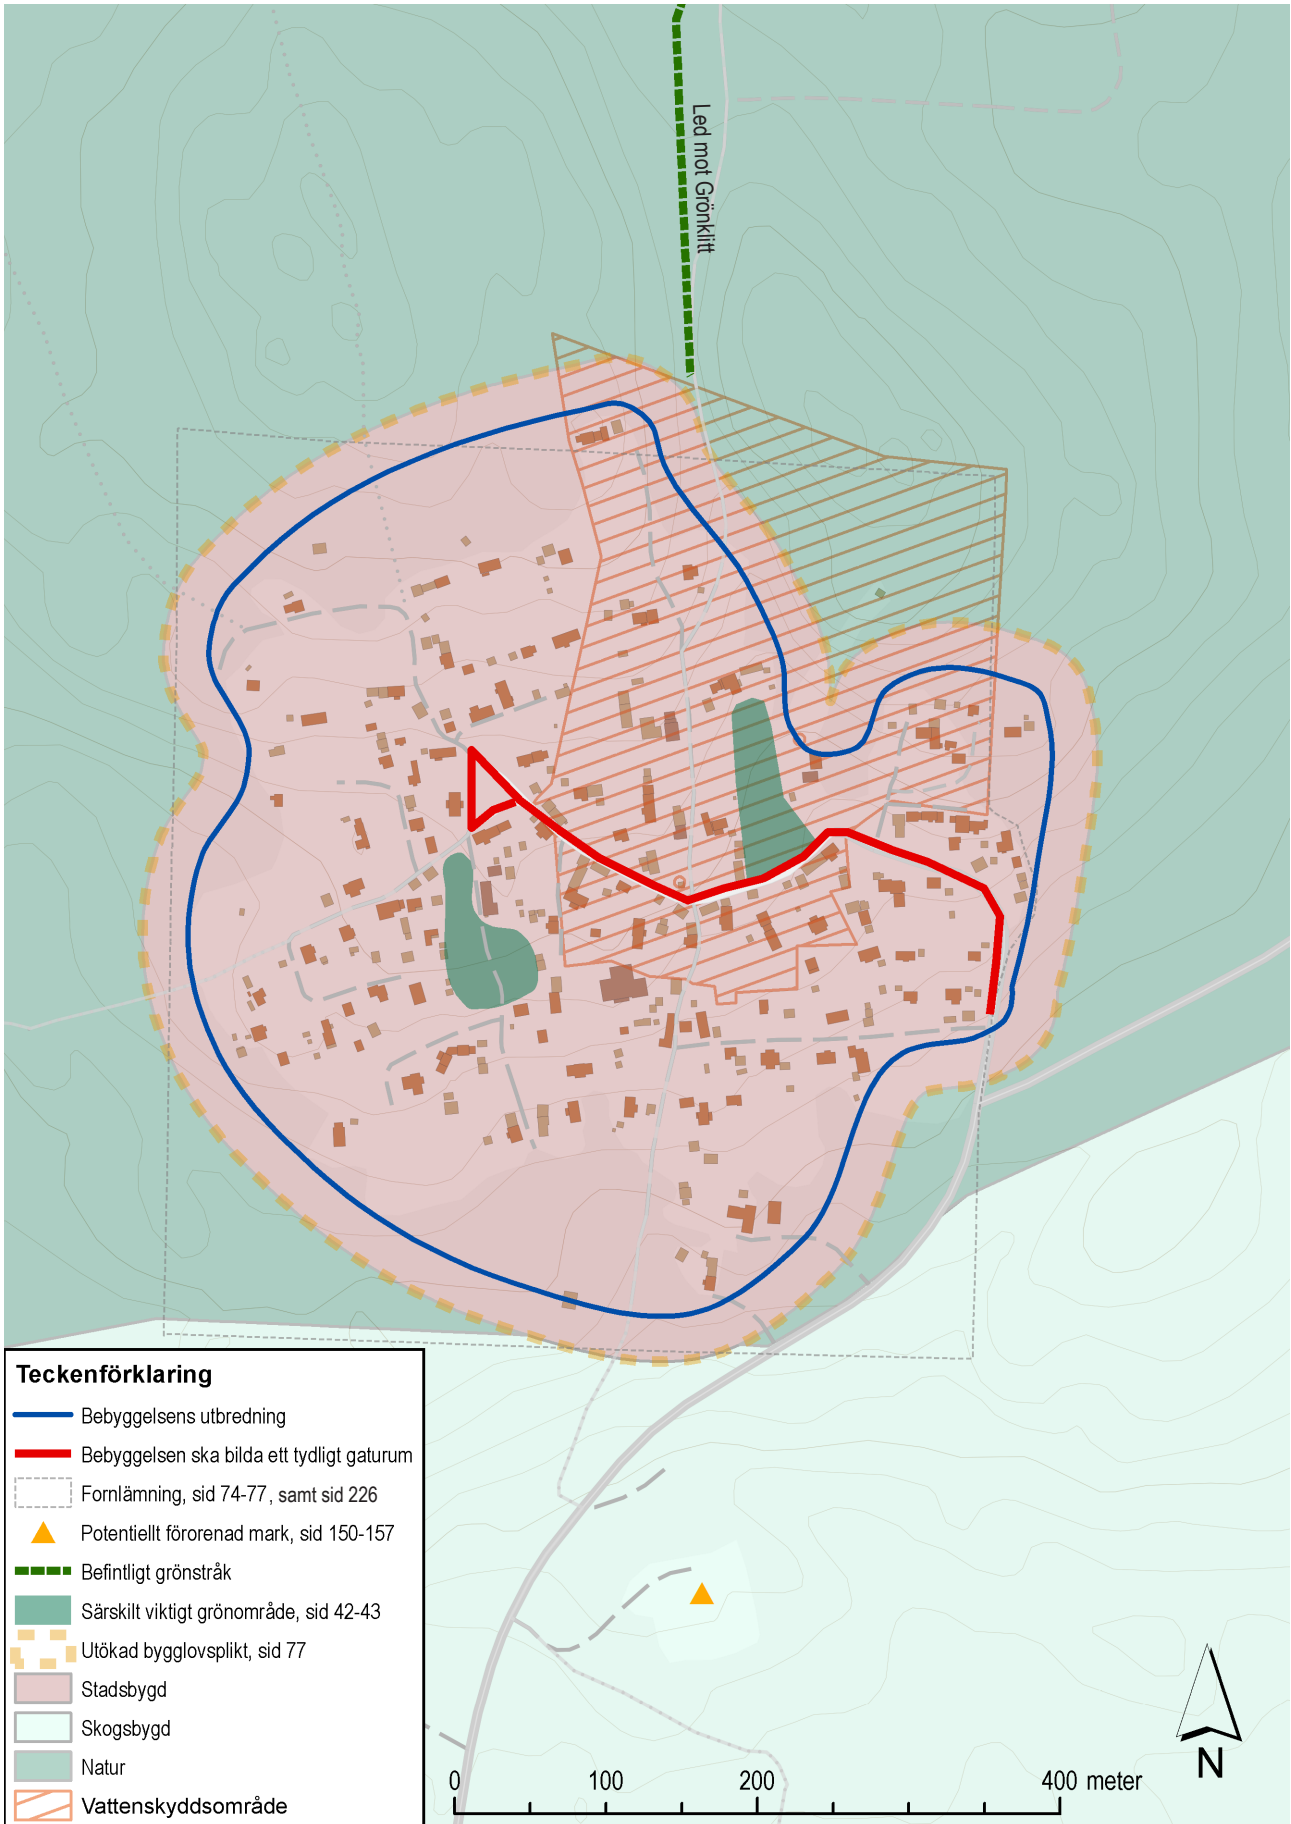 Led mot Grönklitt
Teckenförklaring
Bebyggelsens utbredning
Bebyggelsen ska bilda ett tydligt gaturum
Fornlämning, sid 74-77, samt sid 226
Potentiellt förorenad mark, sid 150-157
Befintligt grönstråk
Särskilt viktigt grönområde, sid 42-43
Utökad bygglovsplikt, sid 77
Stadsbygd
Skogsbygd
Natur
Vattenskyddsområde
0 100 200 400 meter
N